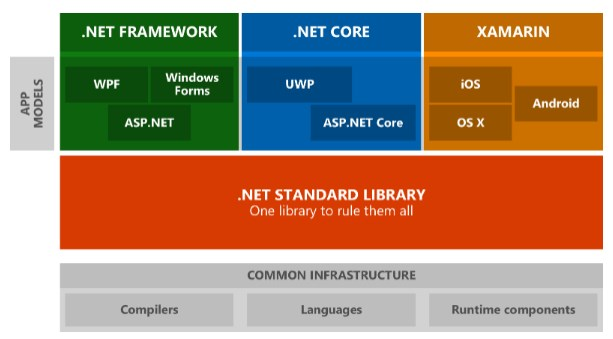 .NET FRAMEWORK
.NET CORE
XAMARIN
APP
MODELS
WPF
Windows
Forms
ASP.NET
UWP
ASP.NET Core
iOS
Android
OS X
.NET STANDARD LIBRARY
One library to rule them all
COMMON INFRASTRUCTURE
Compilers
Languages
Runtime components